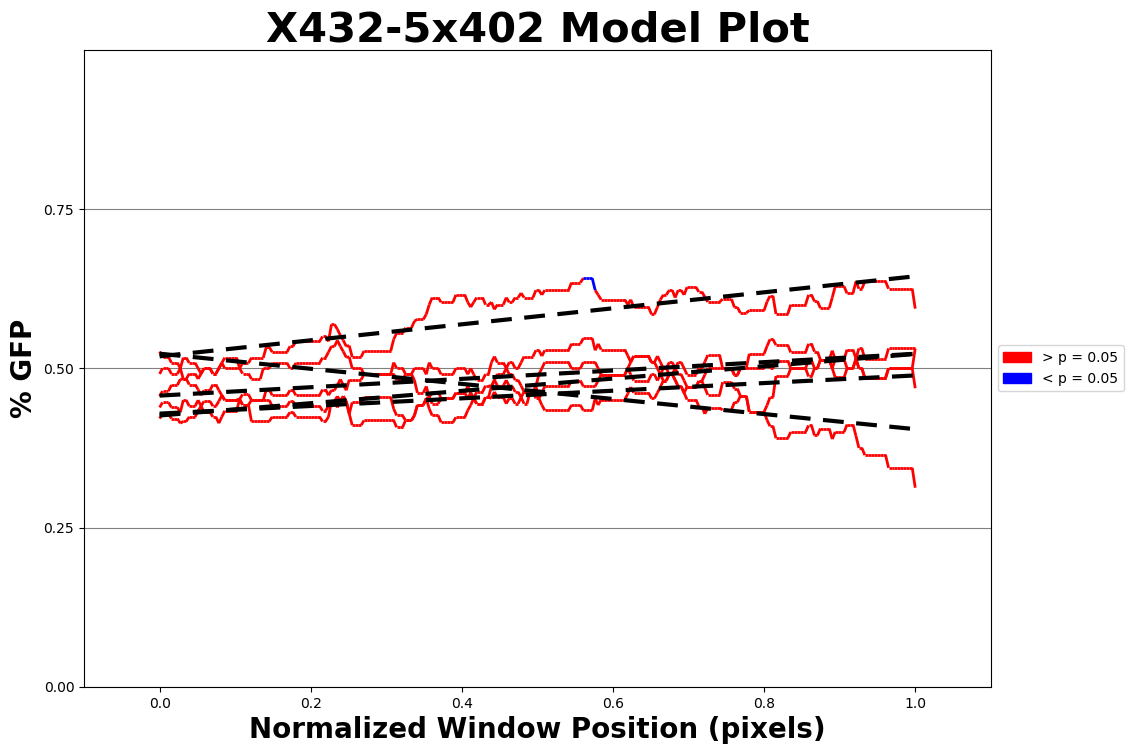 X432-5x402 Model Plot
% GFP
0.75
0.50
0.25
0.00
0.0 0.2 0.4 0.6 0.8 1.0
Normalized Window Position (pixels)
> p = 0.05
< p = 0.05